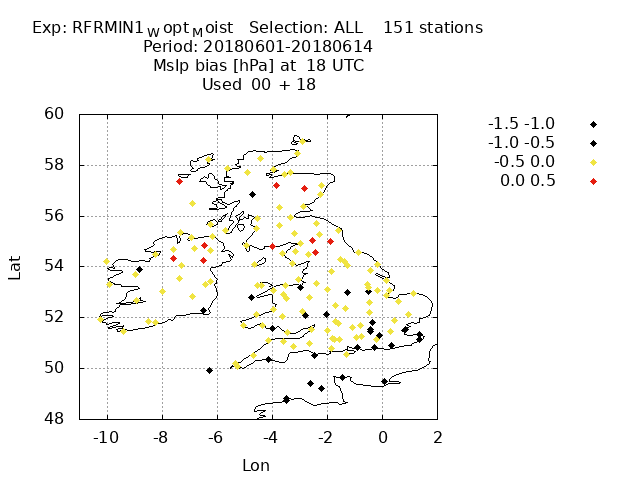 Exp: RFRMIN1_W opt_M oist Selection: ALL 151 stations
Period: 20180601-20180614
Mslp bias [hPa] at 18 UTC
Used 00 + 18
-1.5 -1.0
-1.0 -0.5
-0.5 0.0
0.0 0.5
60
58
56
54
52
50
48
Lat
-10 -8 -6 -4 -2 0 2
Lon